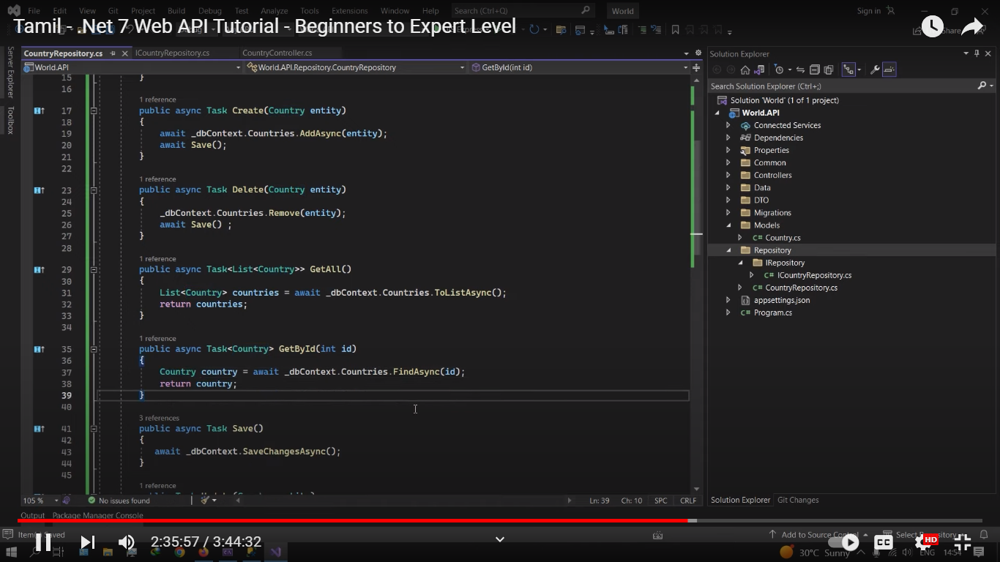 File Edit View Git Project Build Debug Test Analyze Tools Extensions Window Help Search (Ctrl+Q) World Sign in
Tamil - .Net 7 Web API Tutorial - Beginners to Expert Level
Share
Server Explorer
Toolbox
CountryRepository.cs ICountryRepository.cs CountryController.cs
World.API World.API.Repository.CountryRepository GetById(int id)
15 }
16
1 reference
17 public async Task Create(Country entity)
18 {
19 await _dbContext.Countries.AddAsync(entity);
20 await Save();
21 }
22
1 reference
23 public async Task Delete(Country entity)
24 {
25 _dbContext.Countries.Remove(entity);
26 await Save() ;
27 }
28
1 reference
29 public async Task<List<Country>> GetAll()
30 {
31 List<Country> countries = await _dbContext.Countries.ToListAsync();
32 return countries;
33 }
34
1 reference
35 public async Task<Country> GetById(int id)
36 {
37 Country country = await _dbContext.Countries.FindAsync(id);
38 return country;
39 }
40
3 references
41 public async Task Save()
42 {
43 await _dbContext.SaveChangesAsync();
44 }
45
1 reference
105 % No issues found Ln: 39 Ch: 10 SPC CRLF
Solution Explorer
Search Solution Explorer (Ctrl+;)
Solution 'World' (1 of 1 project)
World.API
Connected Services
Dependencies
Properties
Common
Controllers
Data
DTO
Migrations
Models
C# Country.cs
Repository
IRepository
C# ICountryRepository.cs
C# CountryRepository.cs
appsettings.json
C# Program.cs
Solution Explorer Git Changes
Output Package Manager Console
Item(s) Saved Add to Source Control Select Repository
2:35:57 / 3:44:32 CC HD
30°C Sunny ENG 14:54